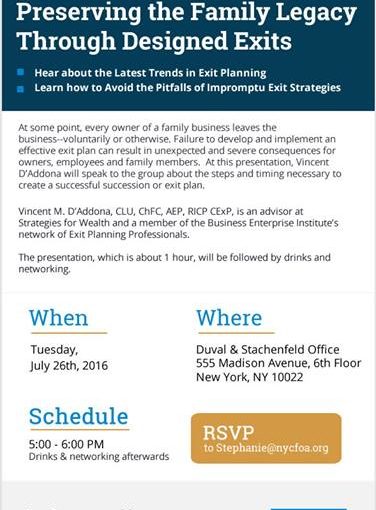 Preserving the Family Legacy
Through Designed Exits
Hear about the Latest Trends in Exit Planning
Learn how to Avoid the Pitfalls of Impromptu Exit Strategies
At some point, every owner of a family business leaves the
business--voluntarily or otherwise. Failure to develop and implement an
effective exit plan can result in unexpected and severe consequences for
owners, employees and family members.  At this presentation, Vincent
D'Addona will speak to the group about the steps and timing necessary to
create a successful succession or exit plan.
Vincent M. D'Addona, CLU, ChFC, AEP, RICP CExP, is an advisor at
Strategies for Wealth and a member of the Business Enterprise Institute's
network of Exit Planning Professionals.
The presentation, which is about 1 hour, will be followed by drinks and
networking.
When
Tuesday,
July 26th, 2016
Where
Duval & Stachenfeld Office
555 Madison Avenue, 6th Floor
New York, NY 10022
Schedule
5:00 - 6:00 PM
Drinks & networking afterwards
RSVP
to Stephanie@nycfoa.org